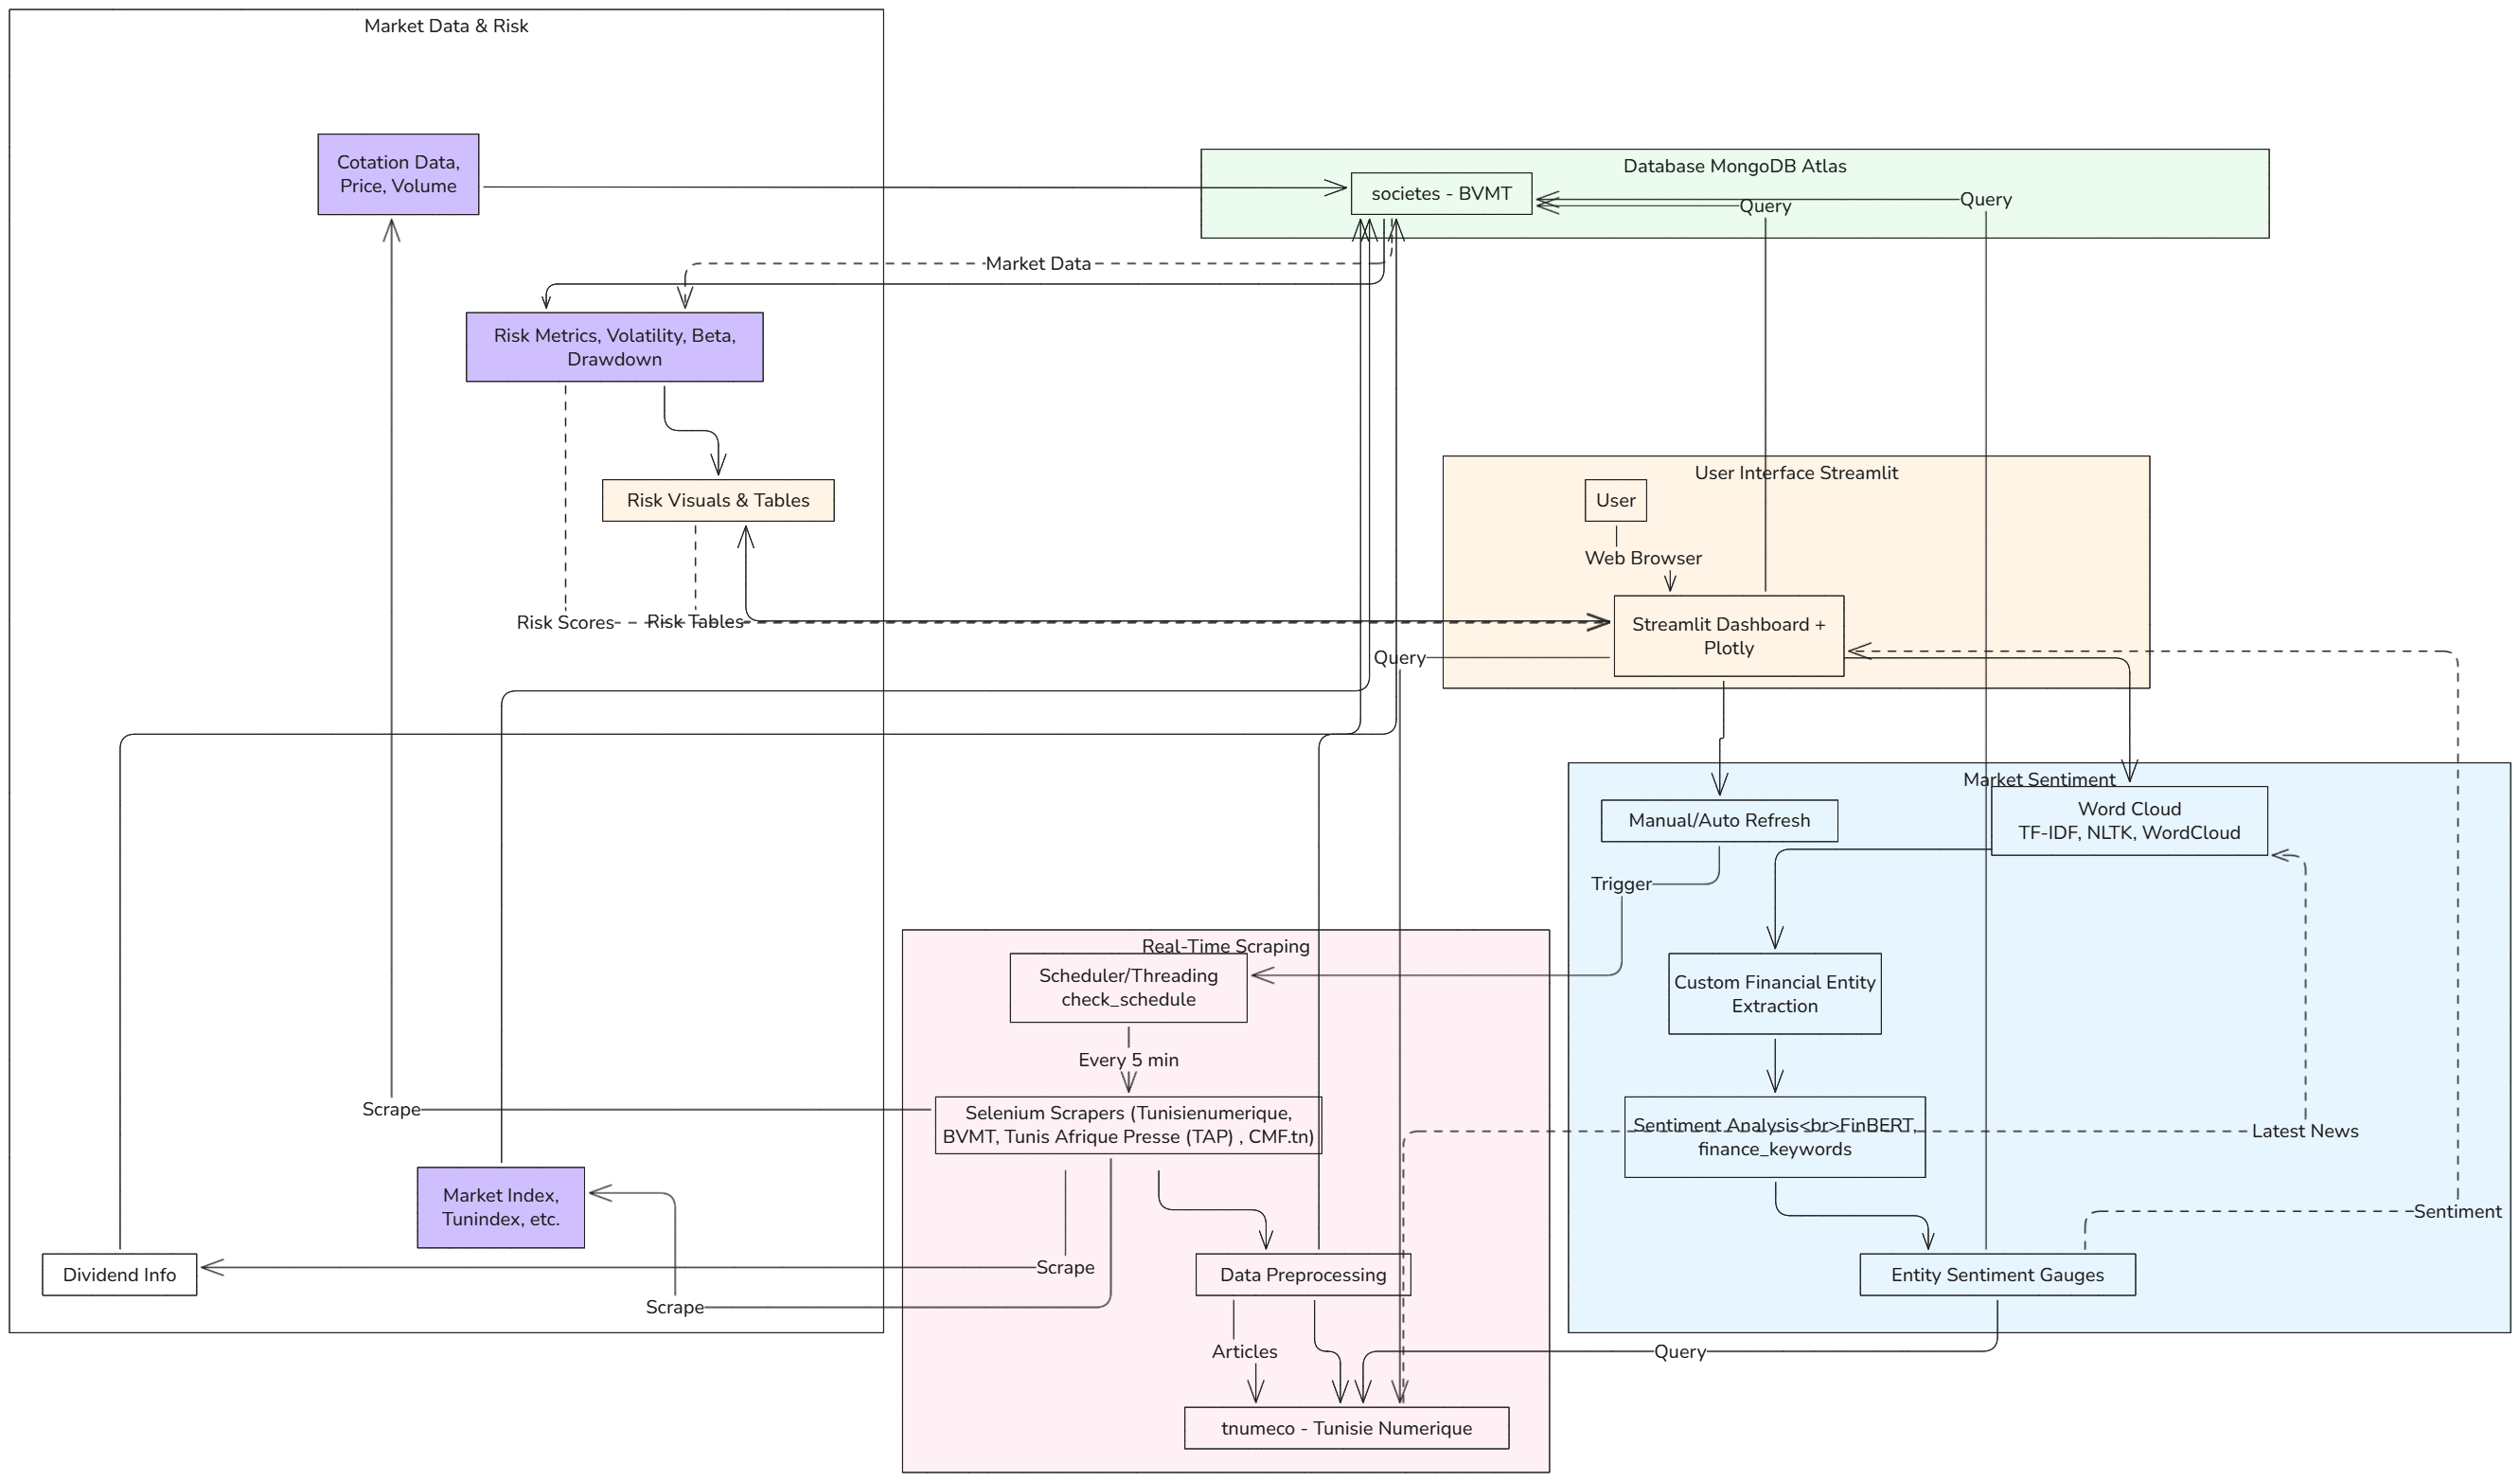 Market Data & Risk
Cotation Data,
Price, Volume
Database MongoDB Atlas
societes - BVMT
Query
Query
Market Data
Risk Metrics, Volatility, Beta,
Drawdown
Risk Visuals & Tables
User Interface Streamlit
User
Web Browser
Risk Scores
Risk Tables
Streamlit Dashboard +
Plotly
Query
Market Sentiment
Manual/Auto Refresh
Word Cloud
TF-IDF, NLTK, WordCloud
Trigger
Real-Time Scraping
Scheduler/Threading
check_schedule
Custom Financial Entity
Extraction
Every 5 min
Scrape
Selenium Scrapers (Tunisienumerique,
BVMT, Tunis Afrique Presse (TAP) , CMF.tn)
Sentiment Analysis<br>FinBERT,
finance_keywords
Latest News
Market Index,
Tunindex, etc.
Sentiment
Dividend Info
Scrape
Data Preprocessing
Entity Sentiment Gauges
Scrape
Articles
Query
tnumeco - Tunisie Numerique